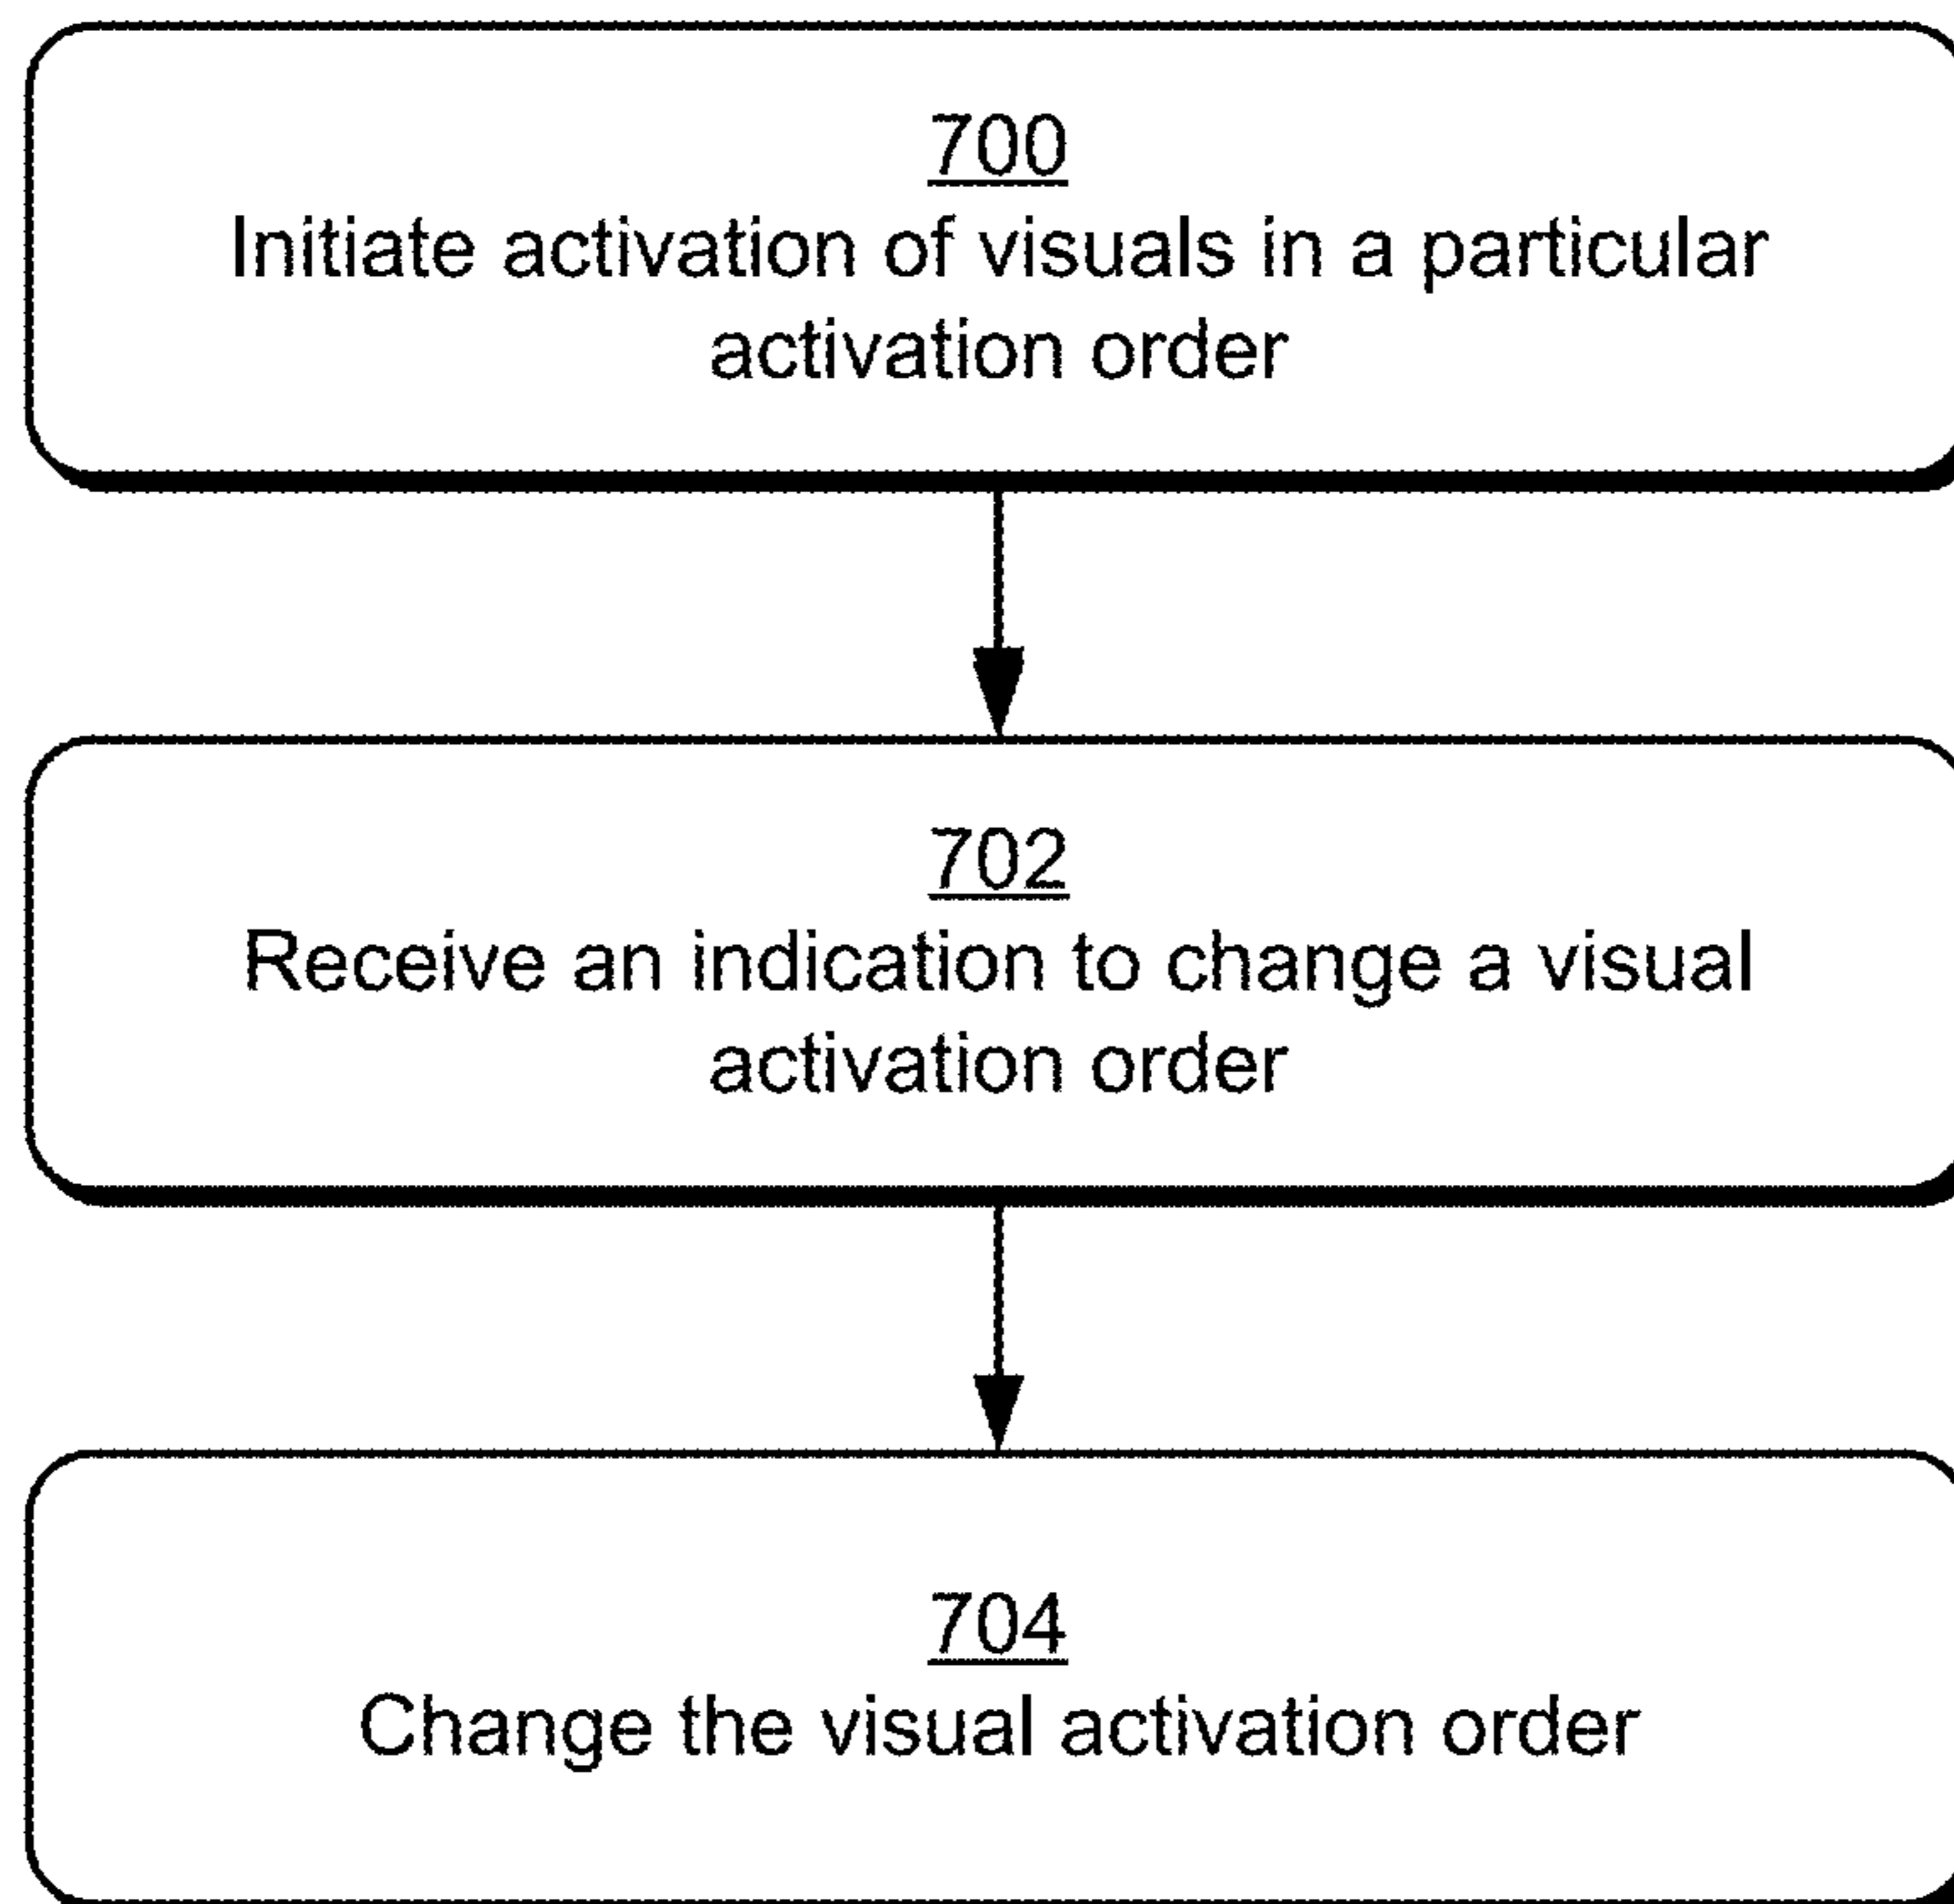 700
Initiate activation of visuals in a particular
activation order
702
Receive an indication to change a visual
activation order
704
Change the visual activation order